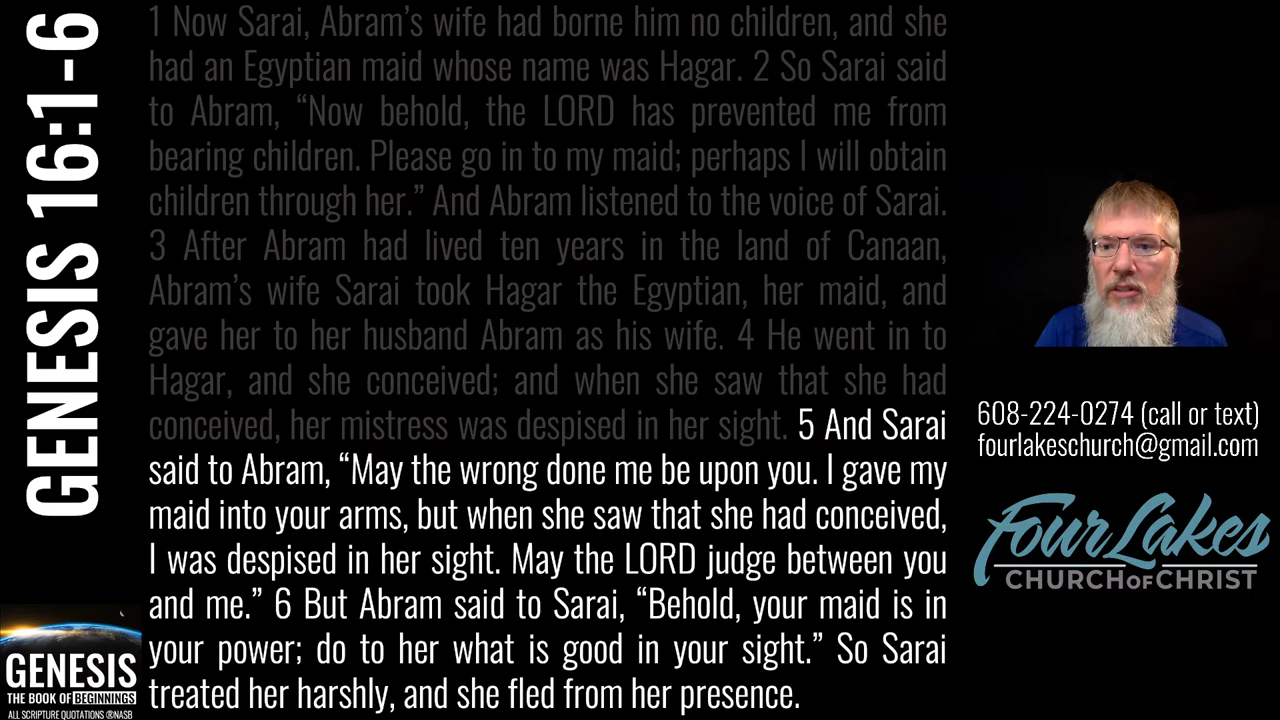 GENESIS 16:1-6
1 Now Sarai, Abram’s wife had borne him no children, and she
had an Egyptian maid whose name was Hagar. 2 So Sarai said
to Abram, “Now behold, the LORD has prevented me from
bearing children. Please go in to my maid; perhaps I will obtain
children through her.” And Abram listened to the voice of Sarai.
3 After Abram had lived ten years in the land of Canaan,
Abram’s wife Sarai took Hagar the Egyptian, her maid, and
gave her to her husband Abram as his wife. 4 He went in to
Hagar, and she conceived; and when she saw that she had
conceived, her mistress was despised in her sight. 5 And Sarai
said to Abram, “May the wrong done me be upon you. I gave my
maid into your arms, but when she saw that she had conceived,
I was despised in her sight. May the LORD judge between you
and me.” 6 But Abram said to Sarai, “Behold, your maid is in
your power; do to her what is good in your sight.” So Sarai
treated her harshly, and she fled from her presence.
GENESIS
THE BOOK OF BEGINNINGS
ALL SCRIPTURE QUOTATIONS ®NASB
608-224-0274 (call or text)
fourlakeschurch@gmail.com
Four Lakes
CHURCH OF CHRIST